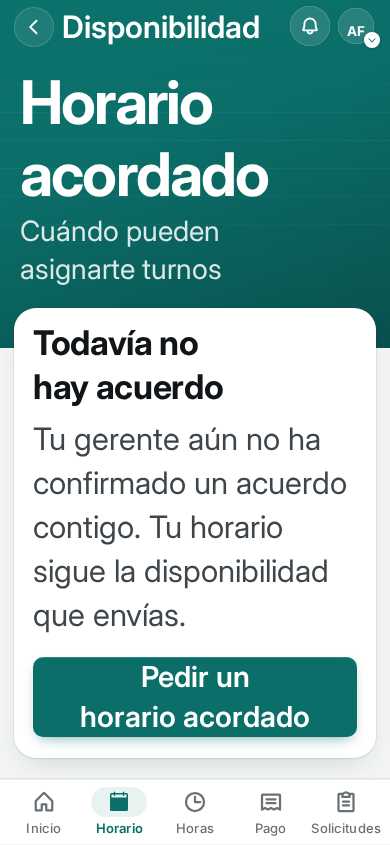 Disponibilidad
AF
Horario
acordado
Cuándo pueden
asignarte turnos
Todavía no
hay acuerdo
Tu gerente aún no ha
confirmado un acuerdo
contigo. Tu horario
sigue la disponibilidad
que envías.
Pedir un
horario acordado
Inicio
Horario
Horas
Pago
Solicitudes